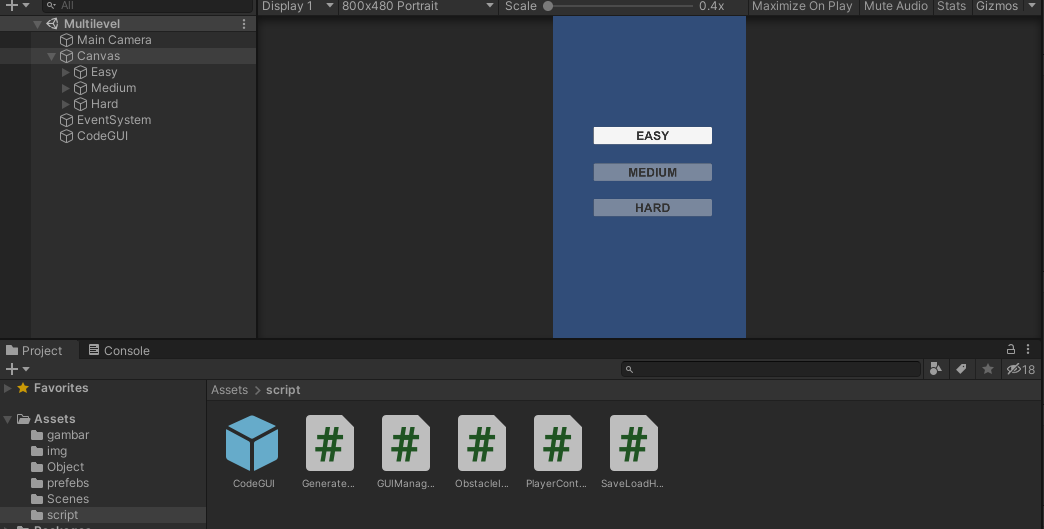 All
Display 1
800x480 Portrait
Scale
0.4x
Maximize On Play
Mute Audio
Stats
Gizmos
Multilevel
Main Camera
Canvas
Easy
Medium
Hard
EventSystem
CodeGUI
EASY
MEDIUM
HARD
Project
Console
18
Favorites
Assets
gambar
img
Object
prefebs
Scenes
script
Assets > script
CodeGUI
Generate...
GUIManag...
ObstacleI...
PlayerCont...
SaveLoadH...